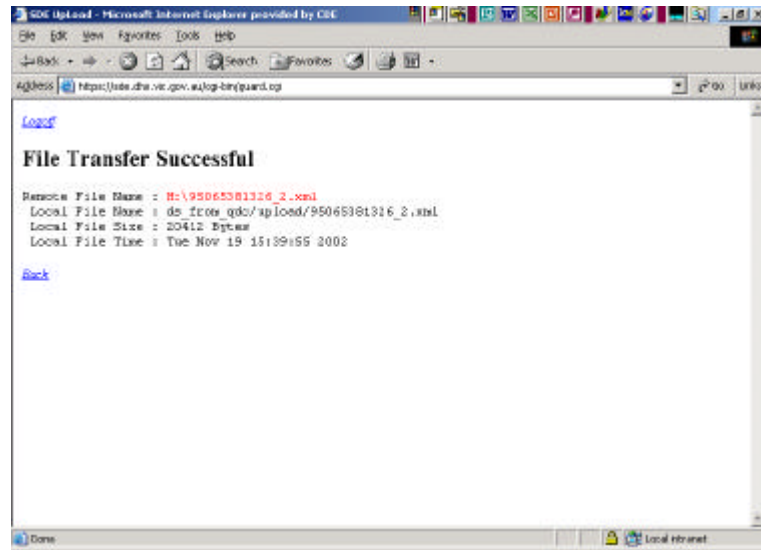 SDE UpLoad - Microsoft Internet Explorer provided by CDE
File Edit View Favorites Tools Help
Back Search Favorites
Address https://sde.dhs.vic.gov.au/cgi-bin/guard.cgi Go Links
Logoff
File Transfer Successful
Remote File Name : H:\95065381326_2.xml
Local File Name : ds_from_qdc/upload/95065381326_2.xml
Local File Size : 20412 Bytes
Local File Time : Tue Nov 19 15:39:55 2002
Back
Done Local intranet